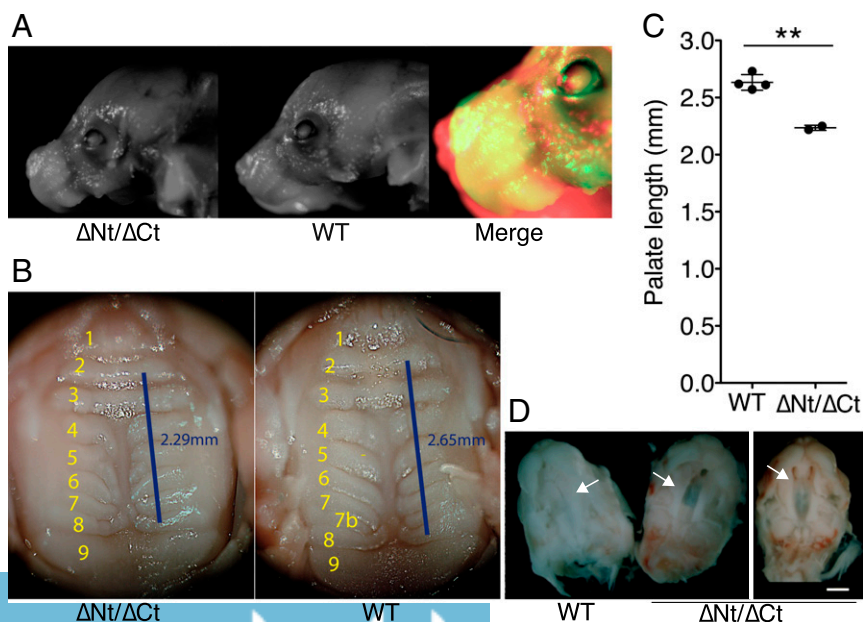 A
ΔNt/ΔCt WT Merge
B
1
2
3
4
5
6
7
8
9
2.29mm
1
2
3
4
5
6
7
7b
8
9
2.65mm
ΔNt/ΔCt WT
C
**
Palate length (mm)
3.0
2.5
2.0
1.5
1.0
0.5
0.0
WT ΔNt/ΔCt
D
WT ΔNt/ΔCt